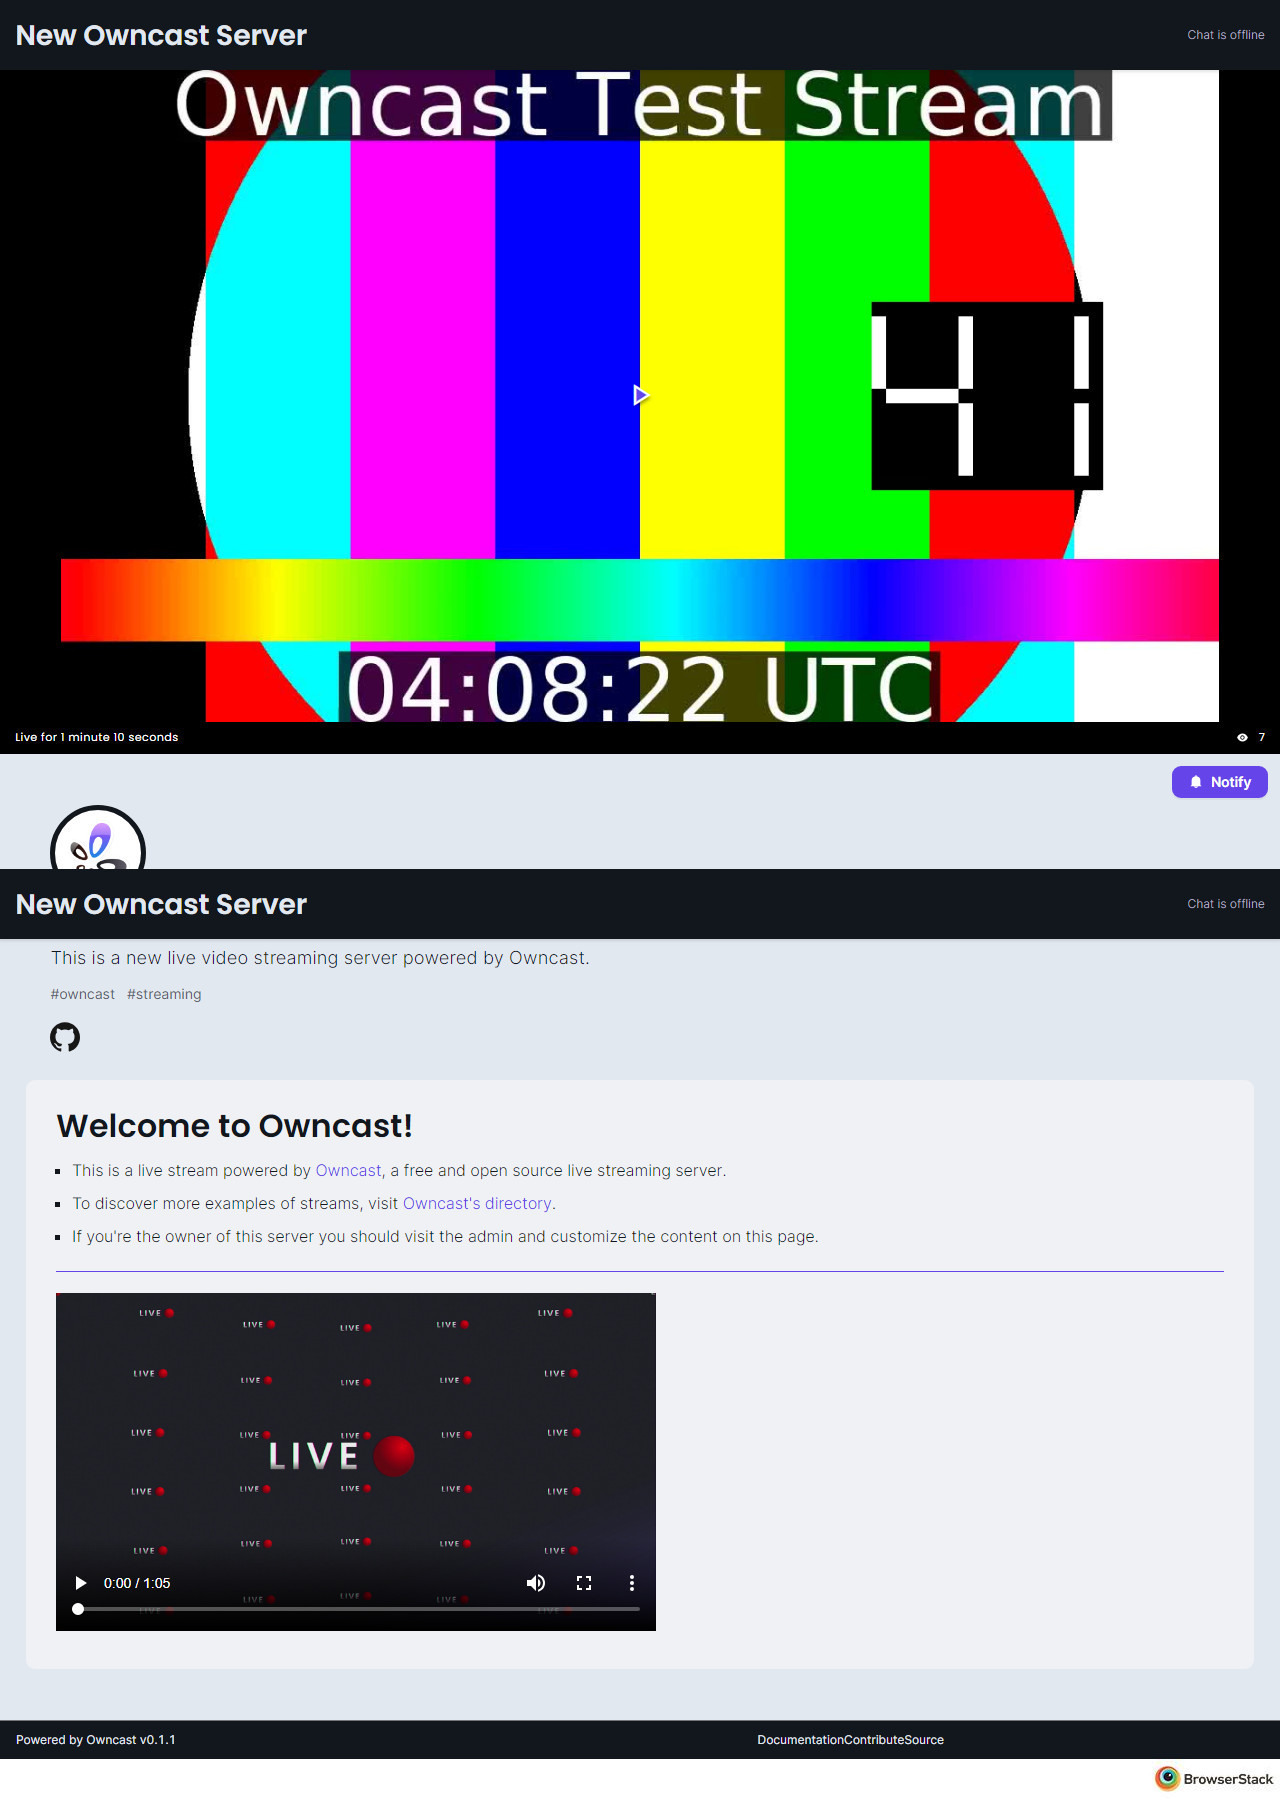 New Owncast Server
Chat is offline
Owncast Test Stream
41
04:08:22 UTC
Live for 1 minute 10 seconds
7
Notify
New Owncast Server
Chat is offline
This is a new live video streaming server powered by Owncast.
#owncast #streaming
Welcome to Owncast!
This is a live stream powered by Owncast, a free and open source live streaming server.
To discover more examples of streams, visit Owncast's directory.
If you're the owner of this server you should visit the admin and customize the content on this page.
LIVE LIVE LIVE LIVE LIVE
LIVE LIVE LIVE LIVE LIVE
LIVE LIVE LIVE LIVE LIVE
LIVE
LIVE LIVE LIVE LIVE LIVE
LIVE LIVE LIVE LIVE LIVE
LIVE LIVE LIVE LIVE LIVE
0:00 / 1:05
Powered by Owncast v0.1.1
DocumentationContributeSource
BrowserStack